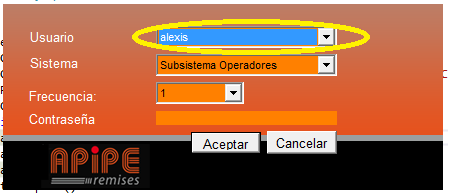 Usuario alexis
Sistema Subsistema Operadores
Frecuencia: 1
Contraseña
Aceptar Cancelar
APIPE
remises